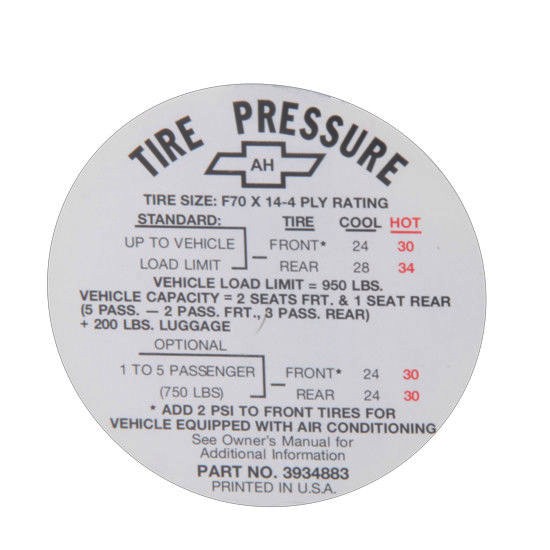 TIRE PRESSURE
AH
TIRE SIZE: F70 X 14-4 PLY RATING
STANDARD: TIRE COOL HOT
UP TO VEHICLE FRONT* 24 30
LOAD LIMIT REAR 28 34
VEHICLE LOAD LIMIT = 950 LBS.
VEHICLE CAPACITY = 2 SEATS FRT. & 1 SEAT REAR
(5 PASS. — 2 PASS. FRT., 3 PASS. REAR)
+ 200 LBS. LUGGAGE
OPTIONAL
1 TO 5 PASSENGER FRONT* 24 30
(750 LBS) REAR 24 30
* ADD 2 PSI TO FRONT TIRES FOR
VEHICLE EQUIPPED WITH AIR CONDITIONING
See Owner's Manual for
Additional Information
PART NO. 3934883
PRINTED IN U.S.A.